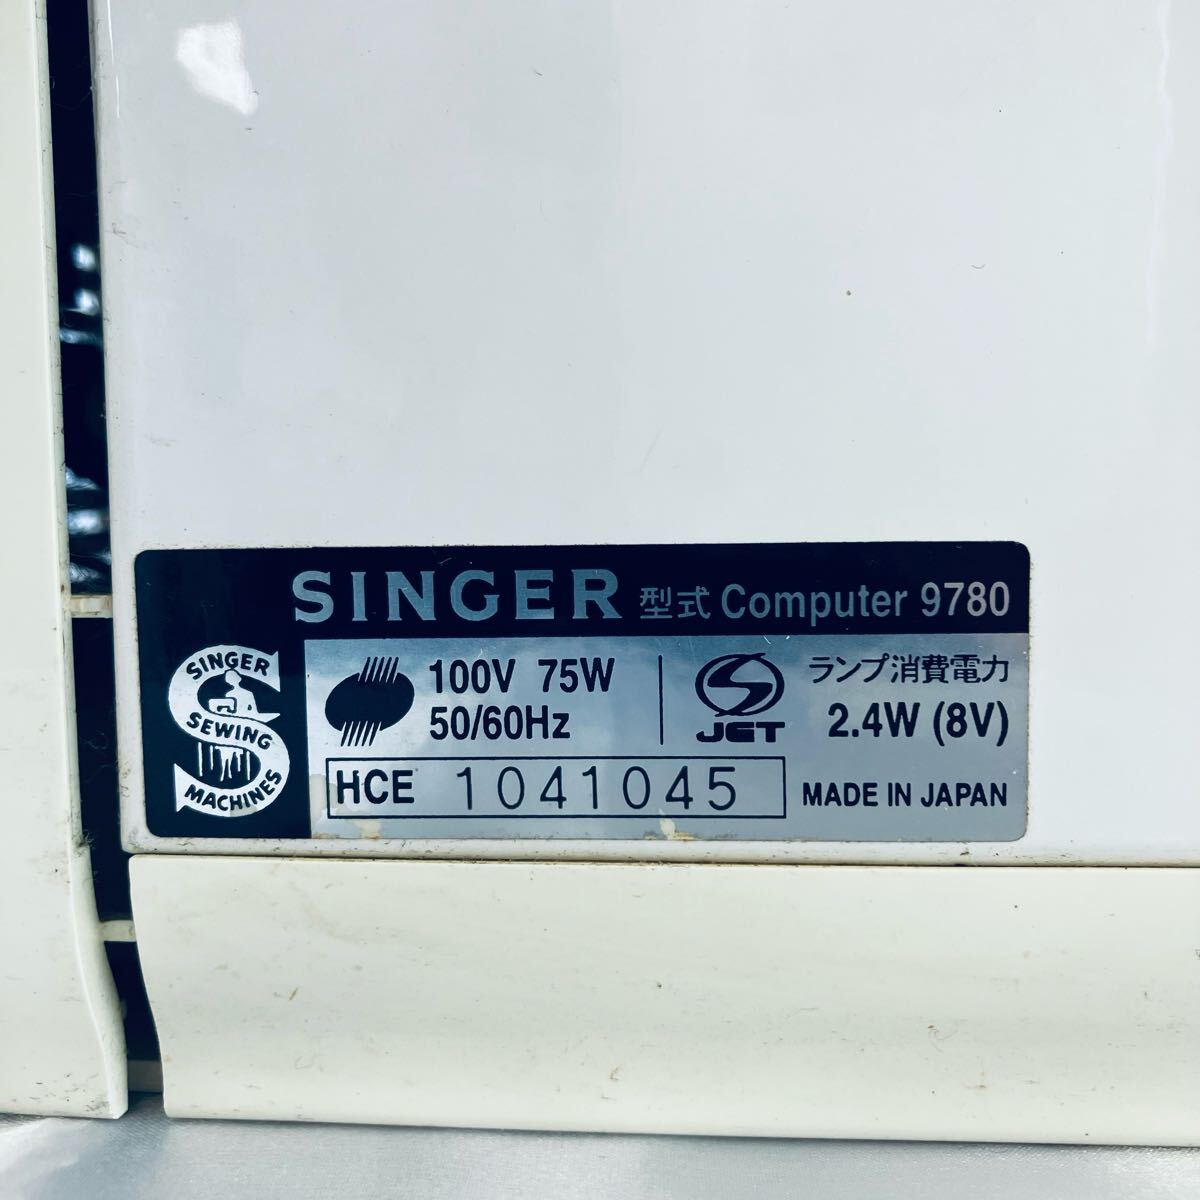 SINGER 型式 Computer 9780
SINGER
SEWING
MACHINES
100V 75W
50/60Hz
JET
ランプ消費電力
2.4W (8V)
HCE 1041045
MADE IN JAPAN